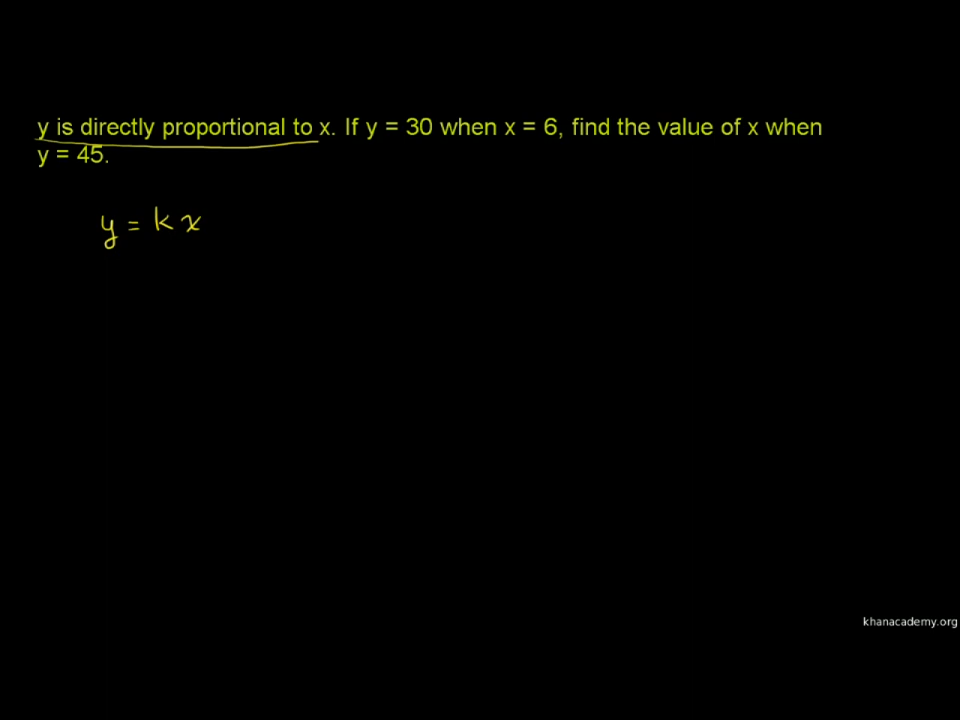 y is directly proportional to x. If y = 30 when x = 6, find the value of x when
y = 45.
y = k x
khanacademy.org